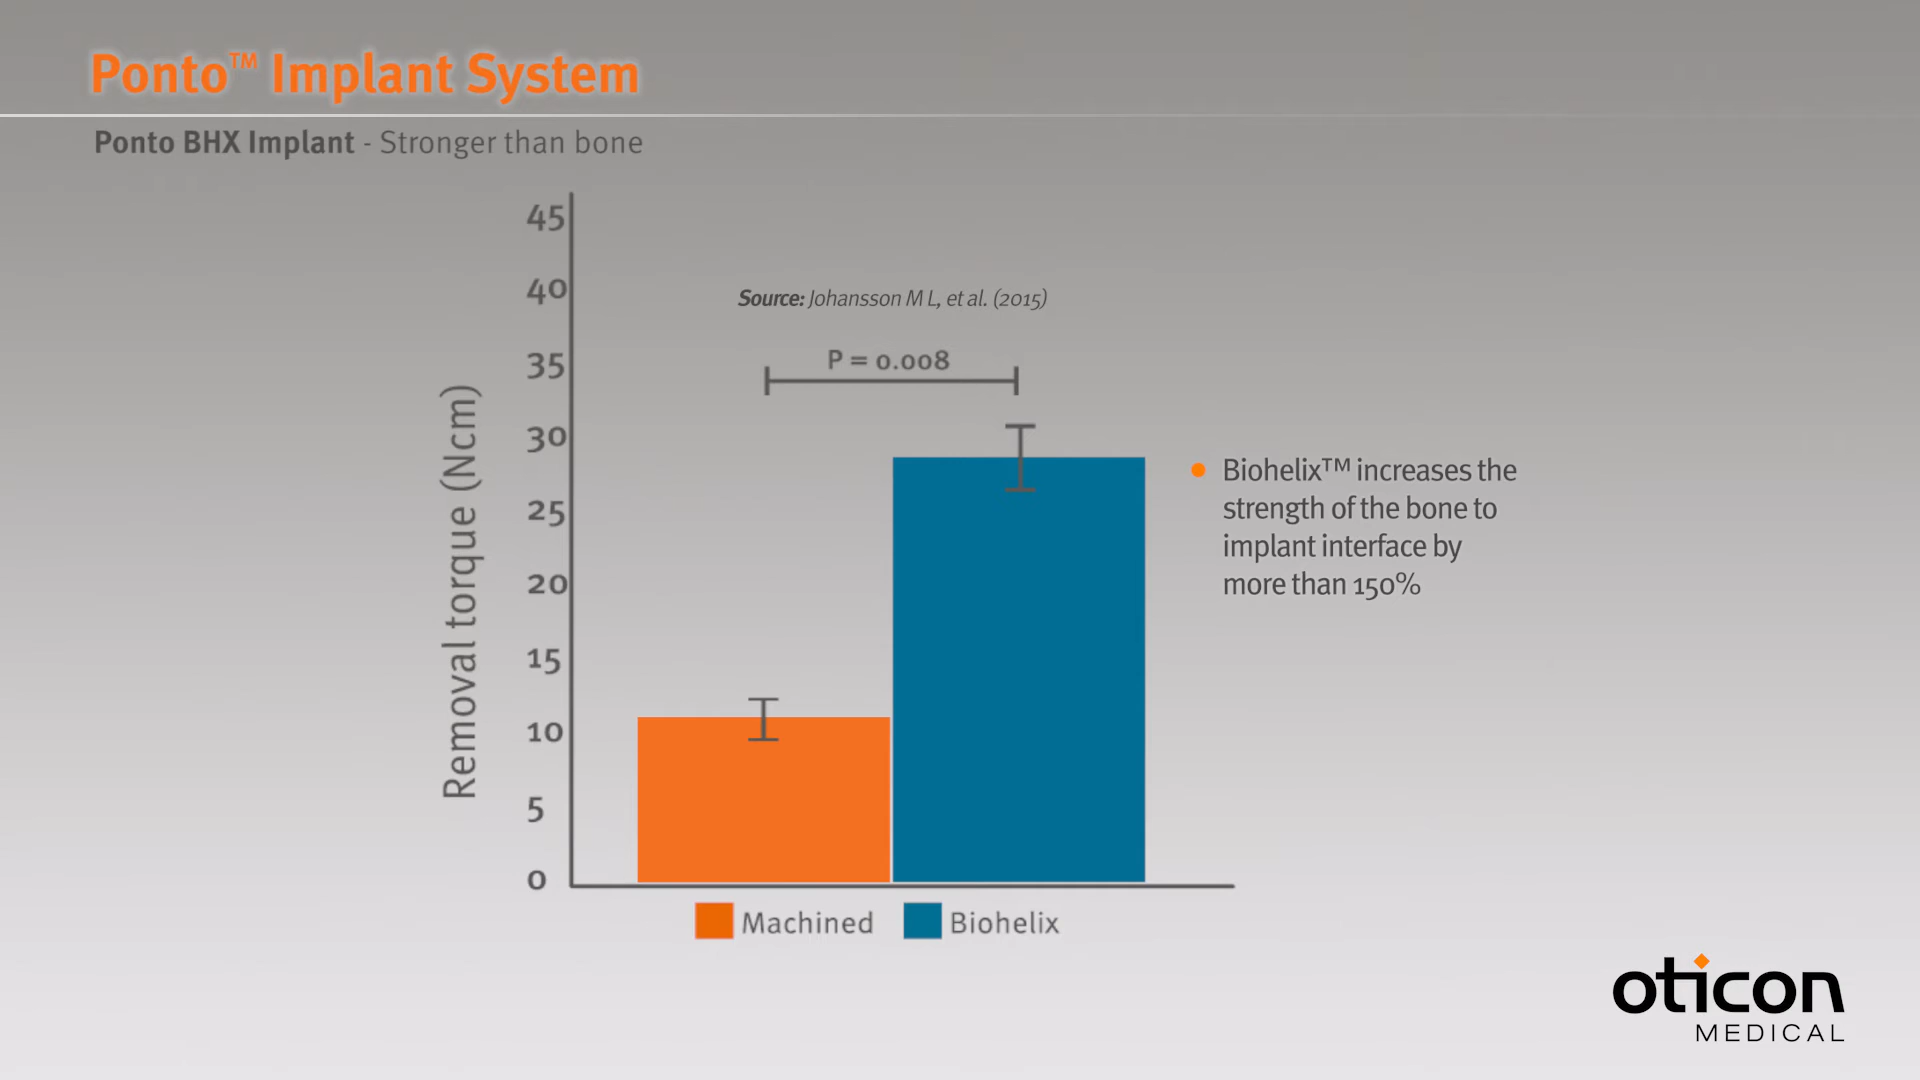 Ponto™ Implant System
Ponto BHX Implant - Stronger than bone
45
40
35
30
25
20
15
10
5
0
Removal torque (Ncm)
Source: Johansson M L, et al. (2015)
P = 0.008
Biohelix™ increases the
strength of the bone to
implant interface by
more than 150%
Machined
Biohelix
oticon
MEDICAL